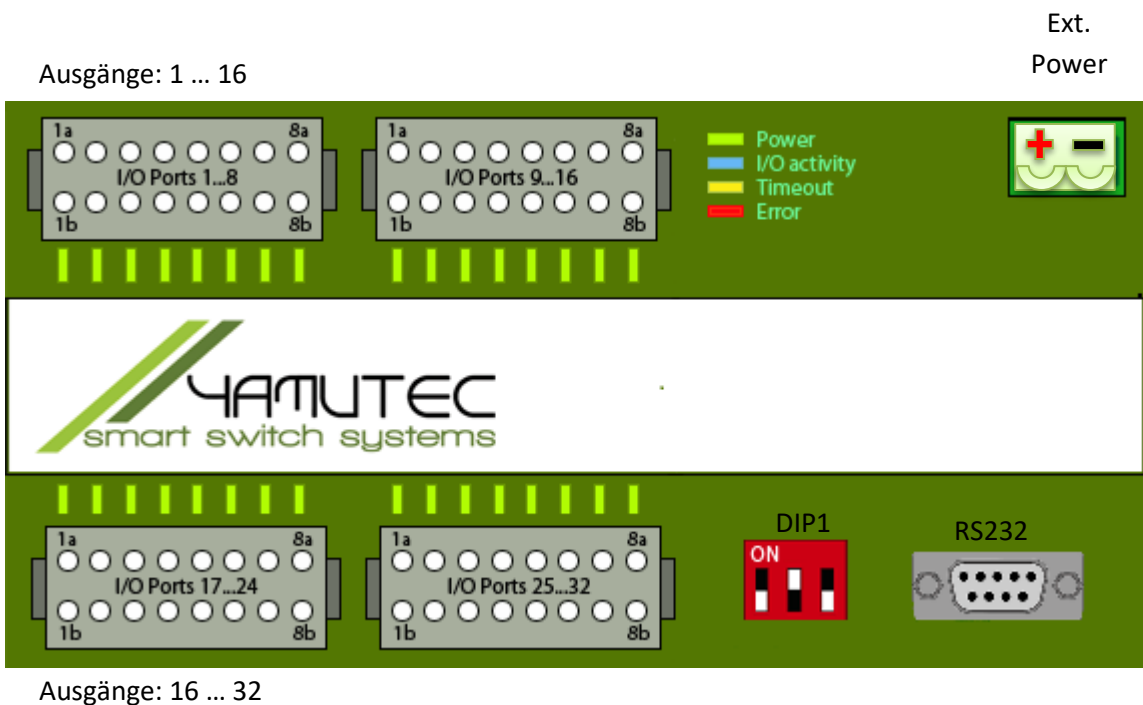 Ext.
Power
Ausgänge: 1 … 16
1a 8a
I/O Ports 1...8
1b 8b
1a 8a
I/O Ports 9...16
1b 8b
Power
I/O activity
Timeout
Error
+ −
YAMUTEC
smart switch systems
1a 8a
I/O Ports 17...24
1b 8b
1a 8a
I/O Ports 25...32
1b 8b
DIP1
ON
RS232
Ausgänge: 16 … 32